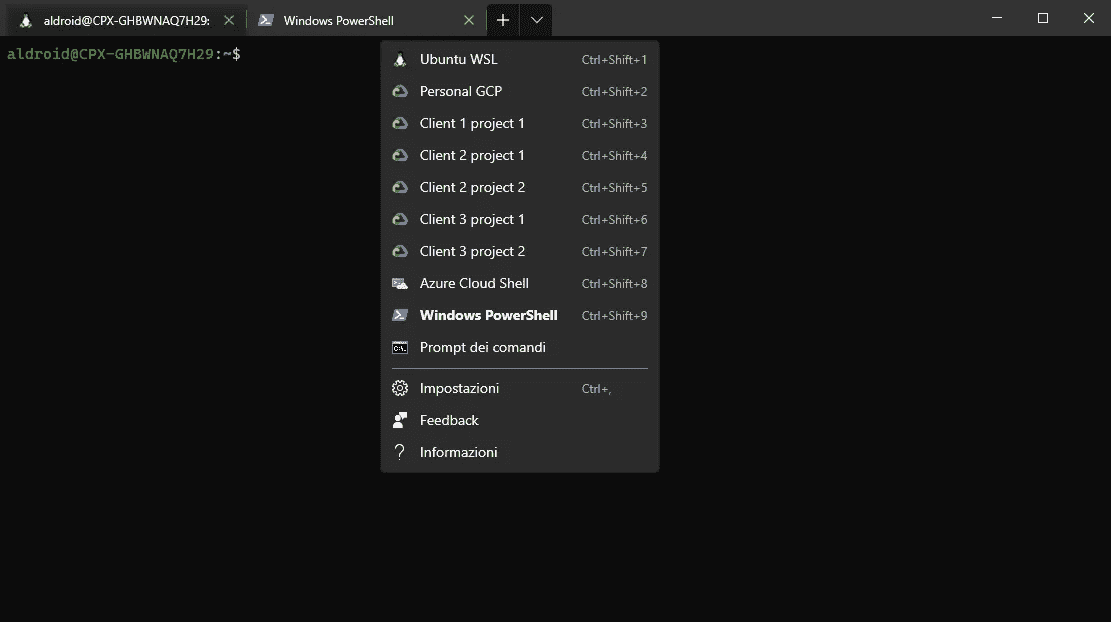 aldroid@CPX-GHBWNAQ7H29: Windows PowerShell
aldroid@CPX-GHBWNAQ7H29:~$
Ubuntu WSL Ctrl+Shift+1
Personal GCP Ctrl+Shift+2
Client 1 project 1 Ctrl+Shift+3
Client 2 project 1 Ctrl+Shift+4
Client 2 project 2 Ctrl+Shift+5
Client 3 project 1 Ctrl+Shift+6
Client 3 project 2 Ctrl+Shift+7
Azure Cloud Shell Ctrl+Shift+8
Windows PowerShell Ctrl+Shift+9
Prompt dei comandi
Impostazioni Ctrl+,
Feedback
Informazioni